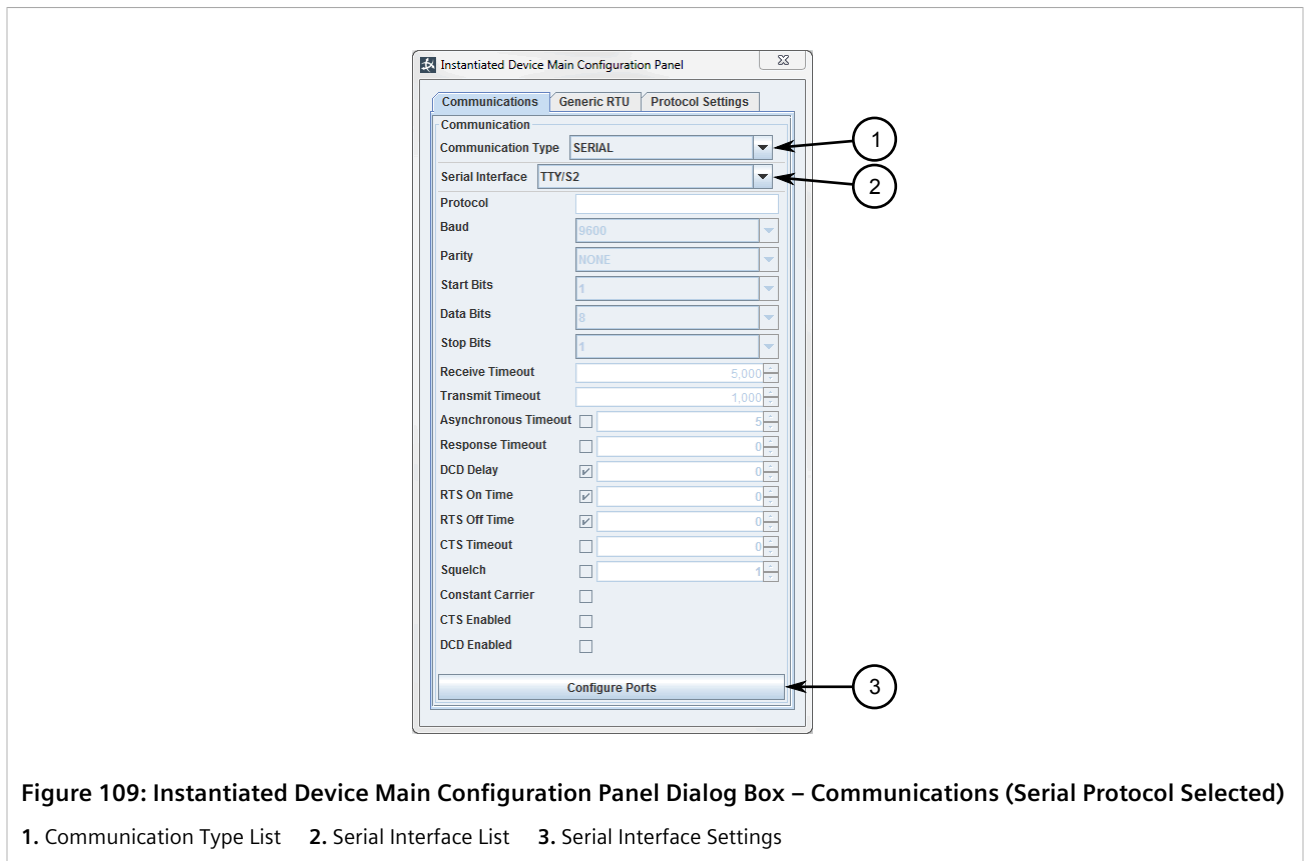 Instantiated Device Main Configuration Panel
Communications Generic RTU Protocol Settings
Communication
Communication Type SERIAL
1
Serial Interface TTY/S2
2
Protocol
Baud 9600
Parity NONE
Start Bits 1
Data Bits 8
Stop Bits 1
Receive Timeout 5,000
Transmit Timeout 1,000
Asynchronous Timeout 5
Response Timeout 0
DCD Delay 0
RTS On Time 0
RTS Off Time 0
CTS Timeout 0
Squelch 1
Constant Carrier
CTS Enabled
DCD Enabled
Configure Ports
3
Figure 109: Instantiated Device Main Configuration Panel Dialog Box – Communications (Serial Protocol Selected)
1. Communication Type List 2. Serial Interface List 3. Serial Interface Settings